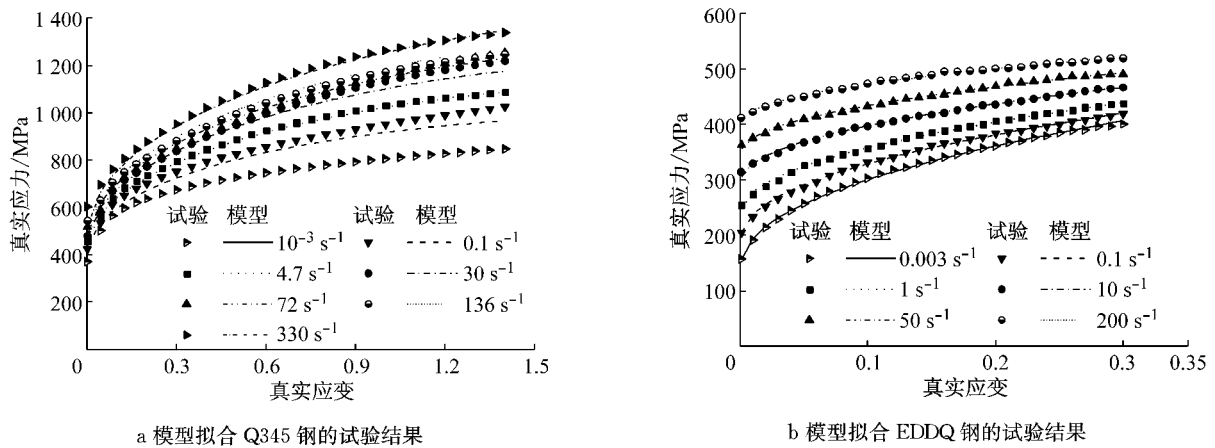 1 400
1 200
1 000
800
600
400
200
0
真实应力/MPa
试验 模型 试验 模型
10⁻³ s⁻¹ 0.1 s⁻¹
4.7 s⁻¹ 30 s⁻¹
72 s⁻¹ 136 s⁻¹
330 s⁻¹
0 0.3 0.6 0.9 1.2 1.5
真实应变
a 模型拟合 Q345 钢的试验结果
600
500
400
300
200
100
真实应力/MPa
试验 模型 试验 模型
0.003 s⁻¹ 0.1 s⁻¹
1 s⁻¹ 10 s⁻¹
50 s⁻¹ 200 s⁻¹
0 0.1 0.2 0.3 0.35
真实应变
b 模型拟合 EDDQ 钢的试验结果